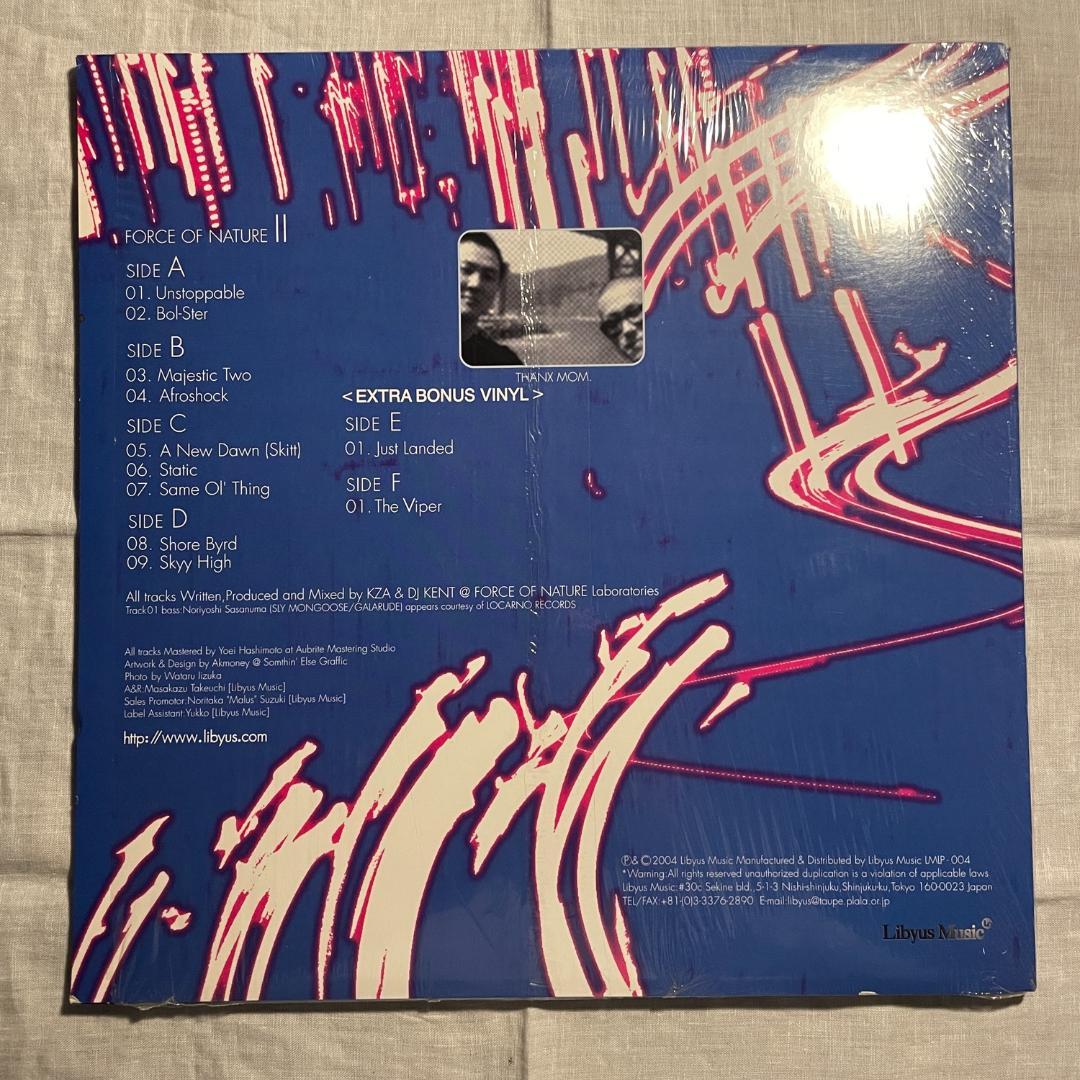 FORCE OF NATURE II
SIDE A
01. Unstoppable
02. Bol-Ster
SIDE B
03. Majestic Two
04. Afroshock
SIDE C
05. A New Dawn (Skitt)
06. Static
07. Same Ol' Thing
SIDE D
08. Shore Byrd
09. Skyy High
THANX MOM.
<EXTRA BONUS VINYL>
SIDE E
01. Just Landed
SIDE F
01. The Viper
All tracks Written,Produced and Mixed by KZA & DJ KENT @ FORCE OF NATURE Laboratories
Track01 bass:Noriyoshi Sasanuma (SLY MONGOOSE/GALARUDE) appears courtesy of LOCARNO RECORDS
All tracks Mastered by Yoei Hashimoto at Aubrite Mastering Studio
Artwork & Design by Akmoney @ Somthin' Else Graffic
Photo by Wataru Iizuka
A&R:Masakazu Takeuchi [Libyus Music]
Sales Promotor:Noritaka "Malus" Suzuki [Libyus Music]
Label Assistant:Yukko [Libyus Music]
http://www.libyus.com
℗& ©2004 Libyus Music Manufactured & Distributed by Libyus Music LMLP-004
*Warning:All rights reserved unauthorized duplication is a violation of applicable laws
Libyus Music:#30c Sekine bld.,5-1-3 Nishi-shinjuku,Shinjuku-ku,Tokyo 160-0023 Japan
TEL/FAX:+81-(0)3-3376-2890 E-mail:libyus@taupe.plala.or.jp
Libyus Music